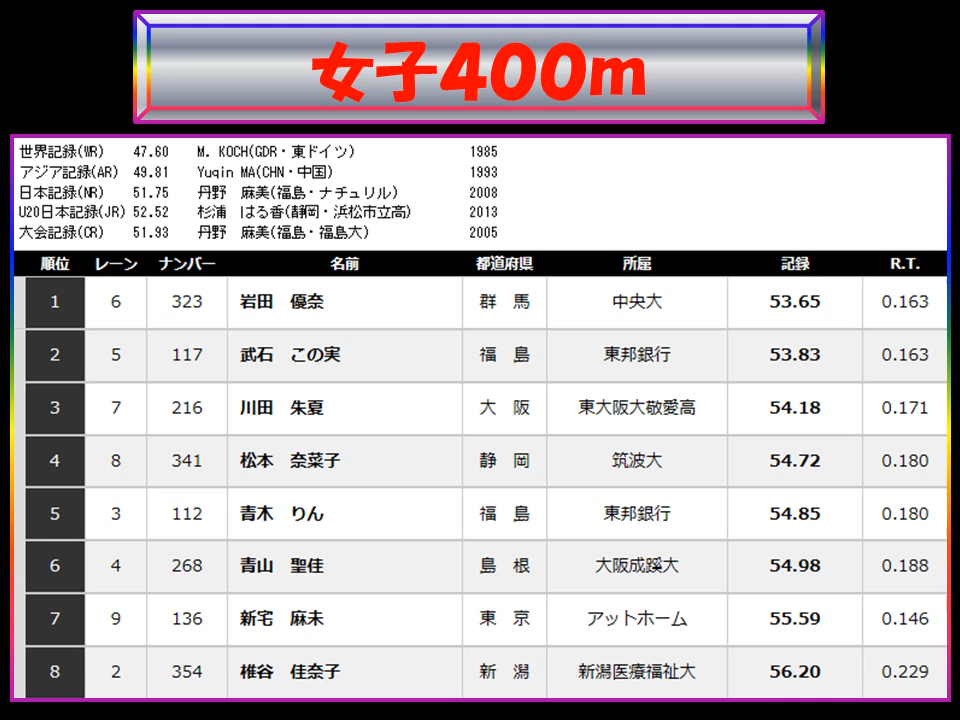 女子400m
世界記録(WR) 47.60 M. KOCH(GDR・東ドイツ) 1985
アジア記録(AR) 49.81 Yuqin MA(CHN・中国) 1993
日本記録(NR) 51.75 丹野 麻美(福島・ナチュリル) 2008
U20日本記録(JR) 52.52 杉浦 はる香(静岡・浜松市立高) 2013
大会記録(CR) 51.93 丹野 麻美(福島・福島大) 2005
順位 レーン ナンバー 名前 都道府県 所属 記録 R.T.
1 6 323 岩田 優奈 群 馬 中央大 53.65 0.163
2 5 117 武石 この実 福 島 東邦銀行 53.83 0.163
3 7 216 川田 朱夏 大 阪 東大阪大敬愛高 54.18 0.171
4 8 341 松本 奈菜子 静 岡 筑波大 54.72 0.180
5 3 112 青木 りん 福 島 東邦銀行 54.85 0.180
6 4 268 青山 聖佳 島 根 大阪成蹊大 54.98 0.188
7 9 136 新宅 麻未 東 京 アットホーム 55.59 0.146
8 2 354 椎谷 佳奈子 新 潟 新潟医療福祉大 56.20 0.229